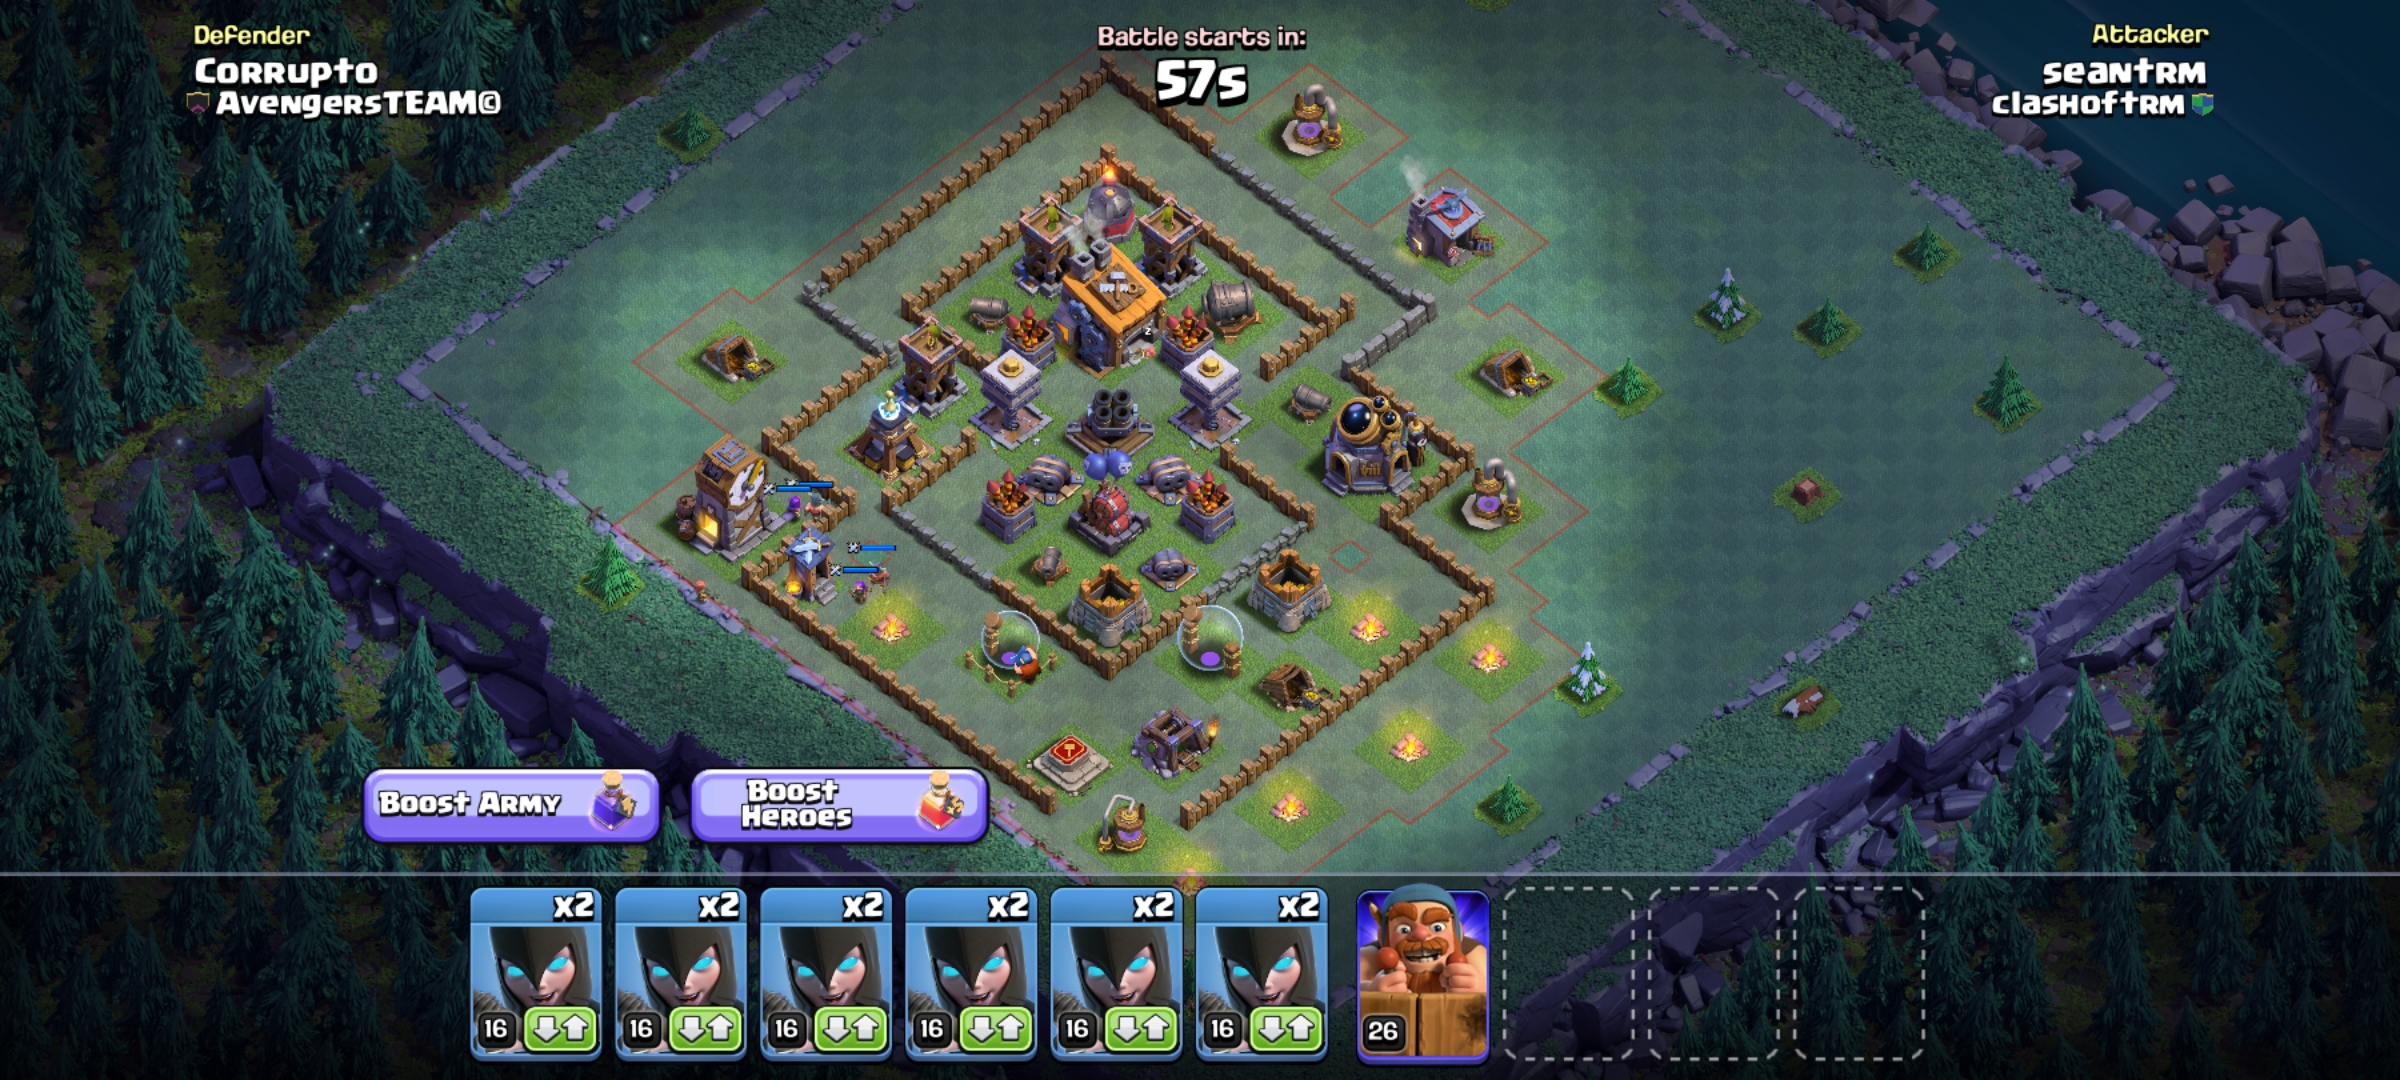 Defender
Corrupto
AvengersTEAM©
Battle starts in:
57s
Attacker
seantRM
clashoftRM
Boost Army
Boost
Heroes
x2
x2
x2
x2
x2
x2
16
16
16
16
16
16
26